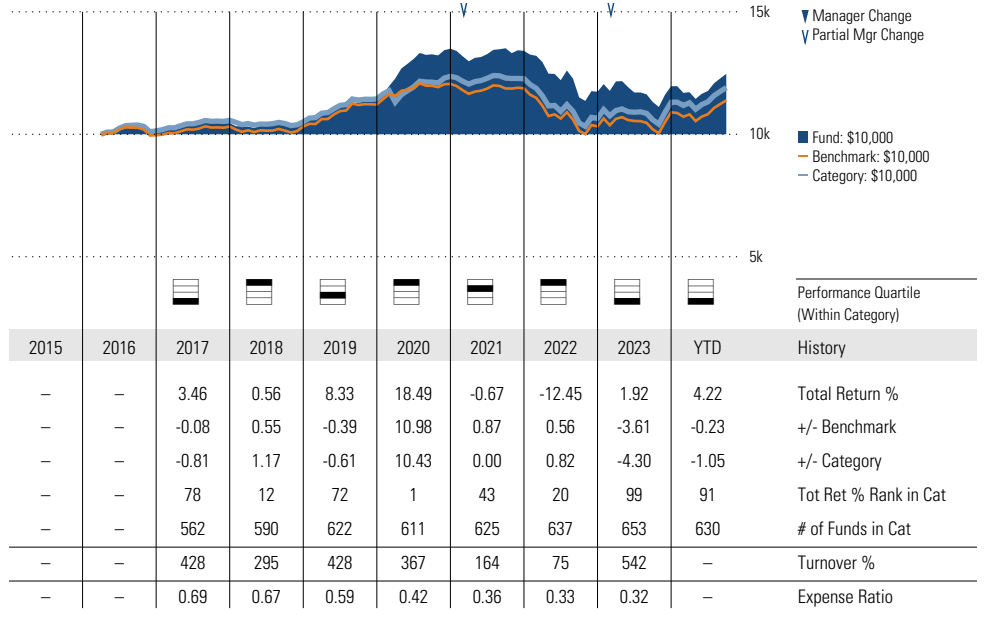 15k
10k
5k
Manager Change
Partial Mgr Change
Fund: $10,000
Benchmark: $10,000
Category: $10,000
Performance Quartile
(Within Category)
2015 2016 2017 2018 2019 2020 2021 2022 2023 YTD History
– – 3.46 0.56 8.33 18.49 -0.67 -12.45 1.92 4.22 Total Return %
– – -0.08 0.55 -0.39 10.98 0.87 0.56 -3.61 -0.23 +/- Benchmark
– – -0.81 1.17 -0.61 10.43 0.00 0.82 -4.30 -1.05 +/- Category
– – 78 12 72 1 43 20 99 91 Tot Ret % Rank in Cat
– – 562 590 622 611 625 637 653 630 # of Funds in Cat
– – 428 295 428 367 164 75 542 – Turnover %
– – 0.69 0.67 0.59 0.42 0.36 0.33 0.32 – Expense Ratio